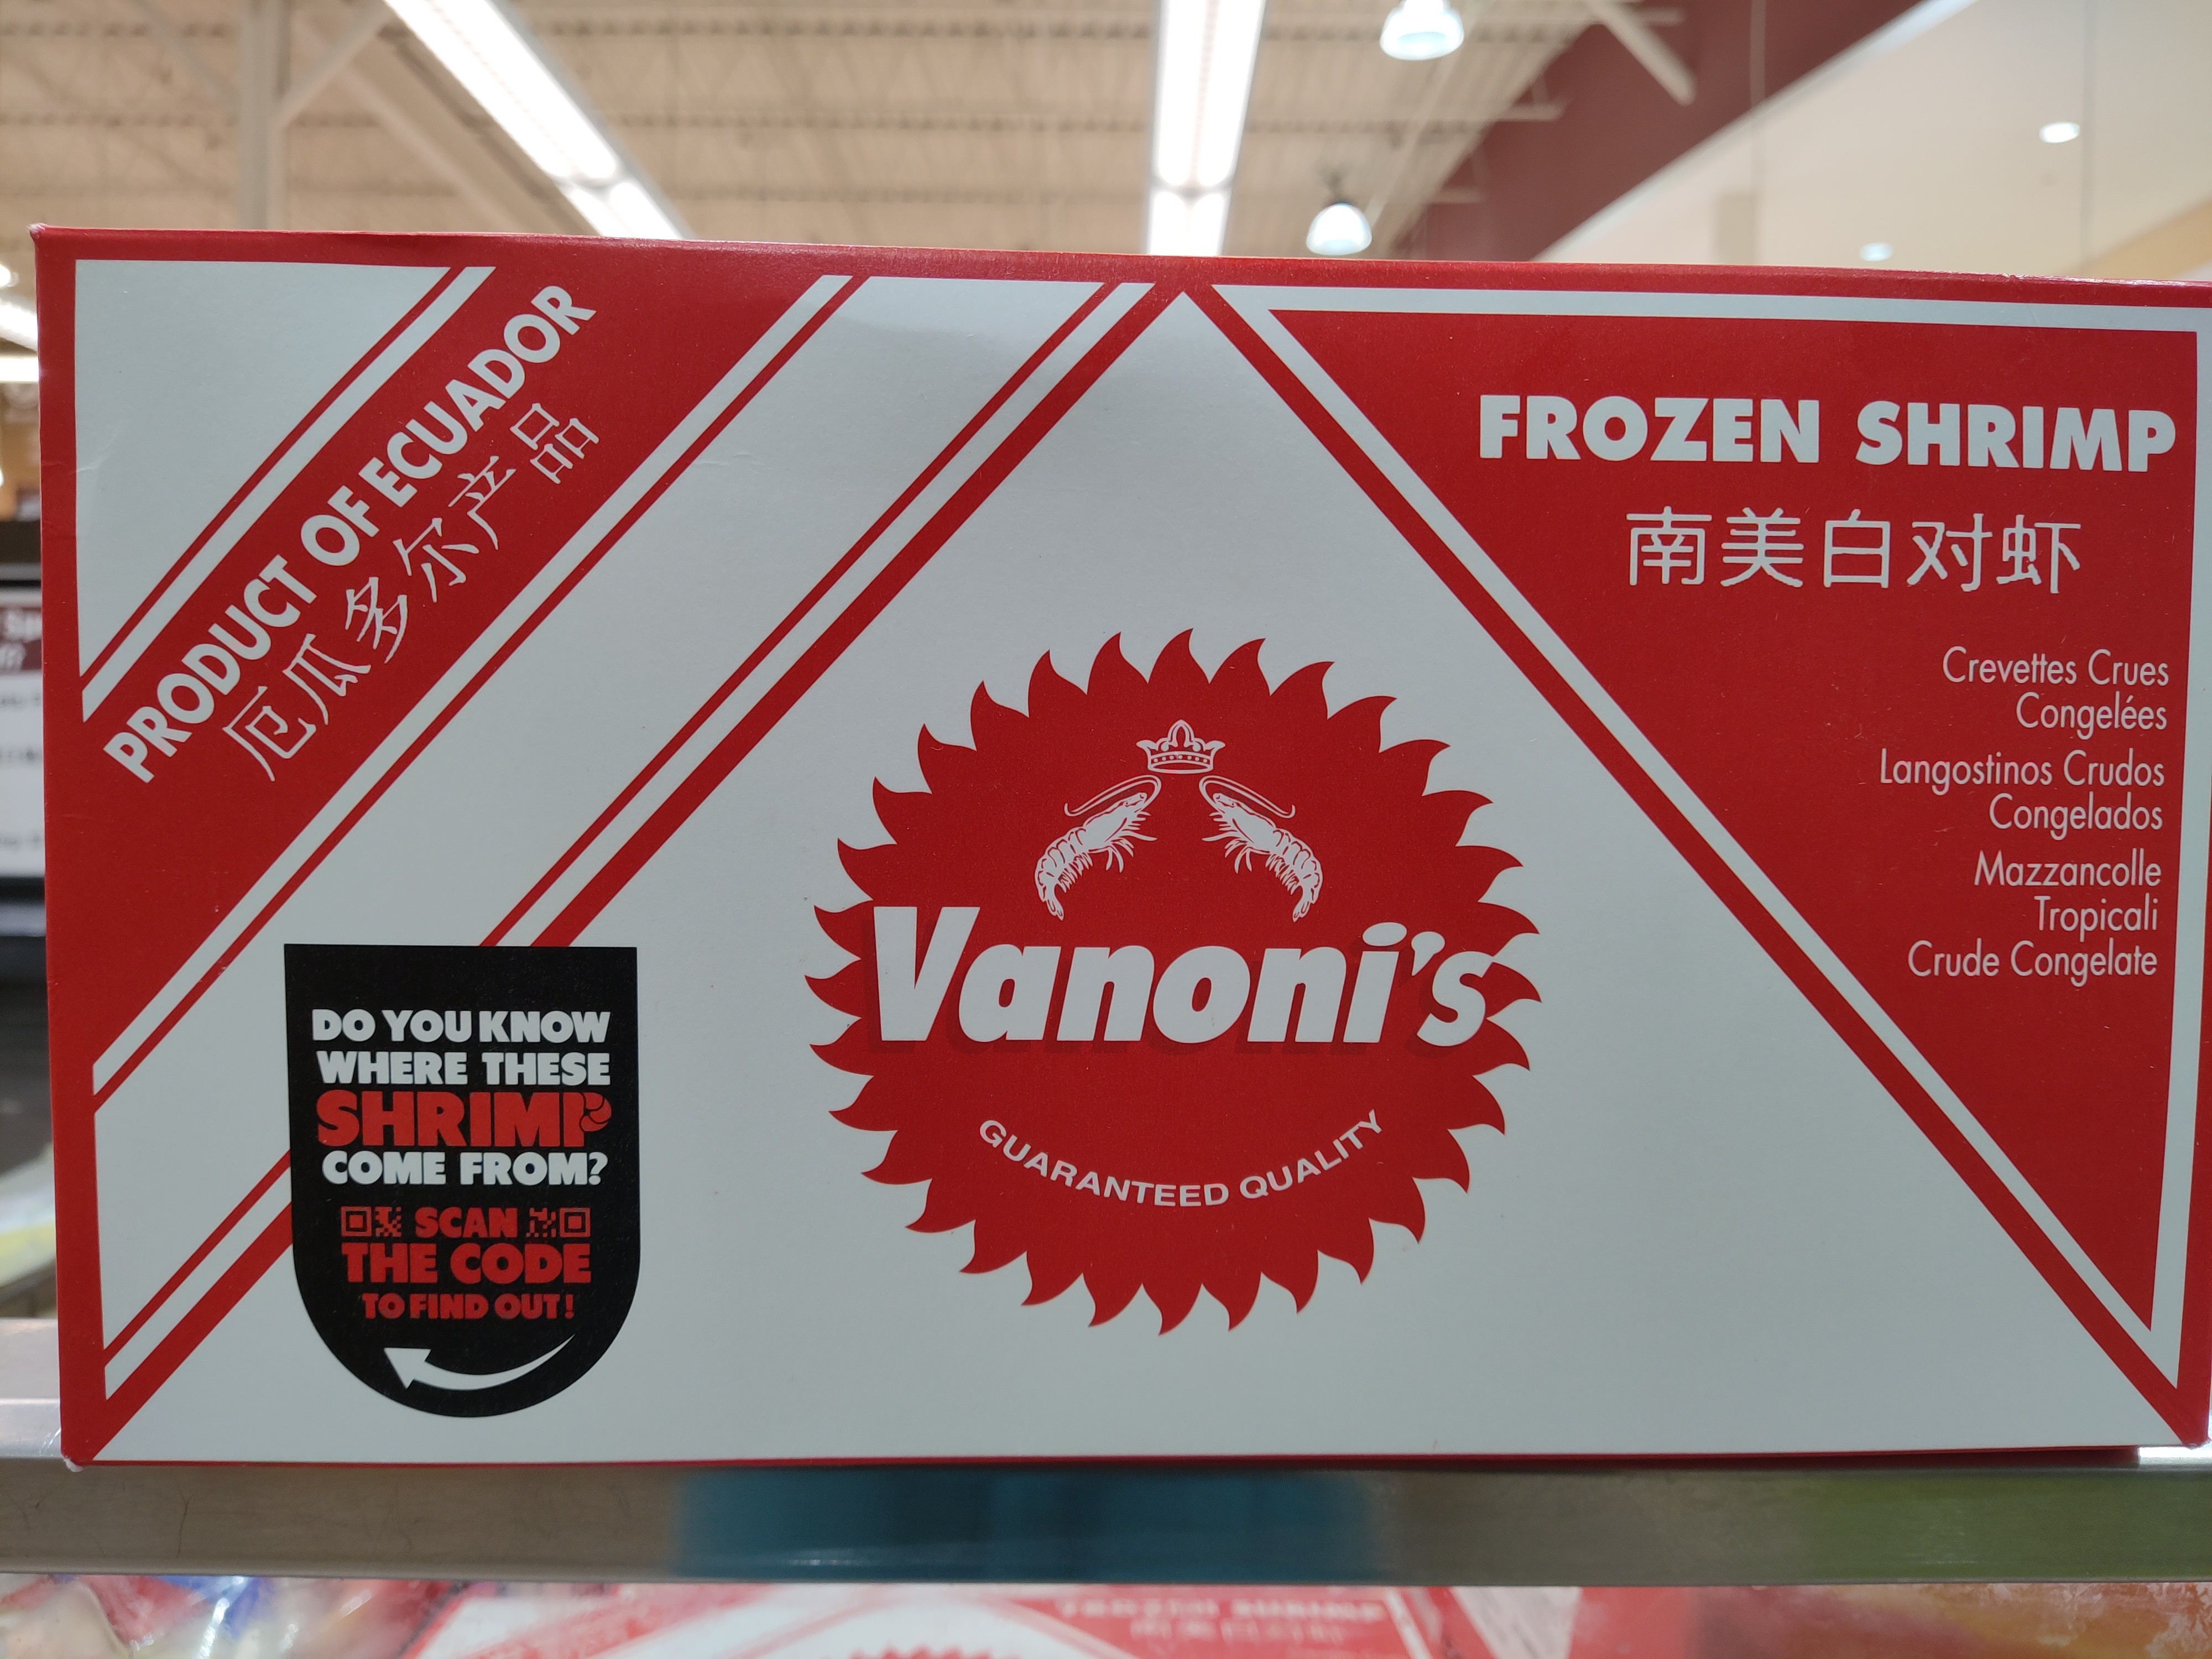 PRODUCT OF ECUADOR
厄瓜多尔产品
FROZEN SHRIMP
南美白对虾
Crevettes Crues
Congelées
Langostinos Crudos
Congelados
Mazzancolle
Tropicali
Crude Congelate
Vanoni's
GUARANTEED QUALITY
DO YOU KNOW
WHERE THESE
SHRIMP
COME FROM?
SCAN
THE CODE
TO FIND OUT!
FROZEN SHRIMP